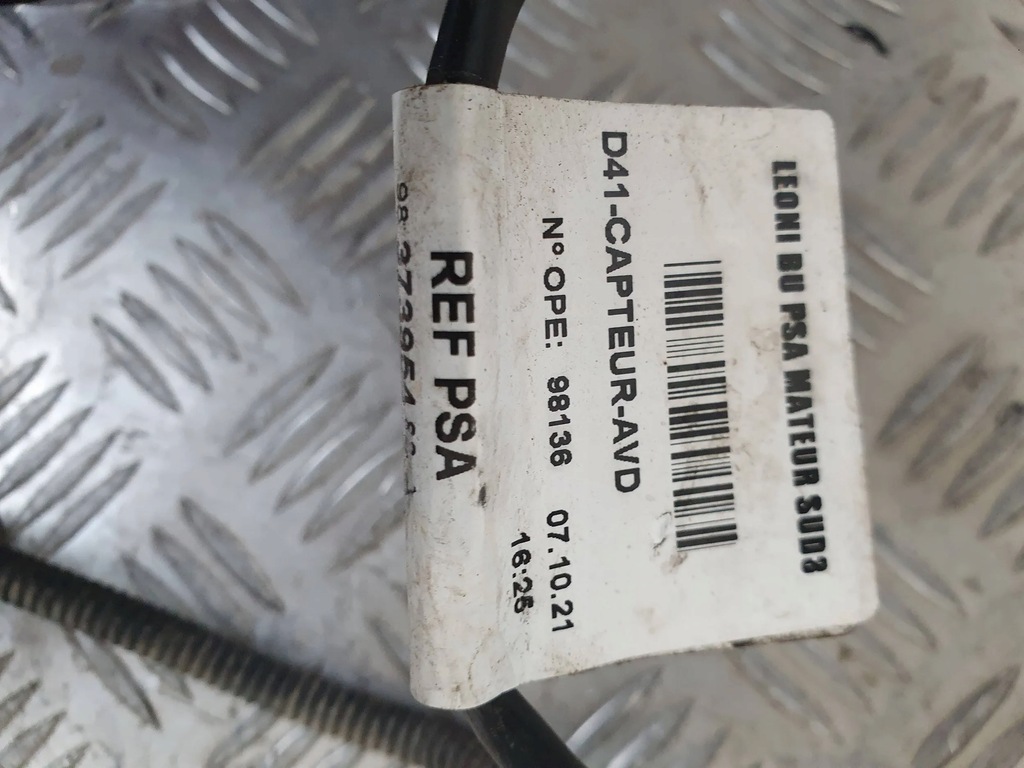 LEONI BU PSA MATEUR SUD3
D41-CAPTEUR-AVD
N° OPE: 98136 07.10.21
16:25
REF PSA